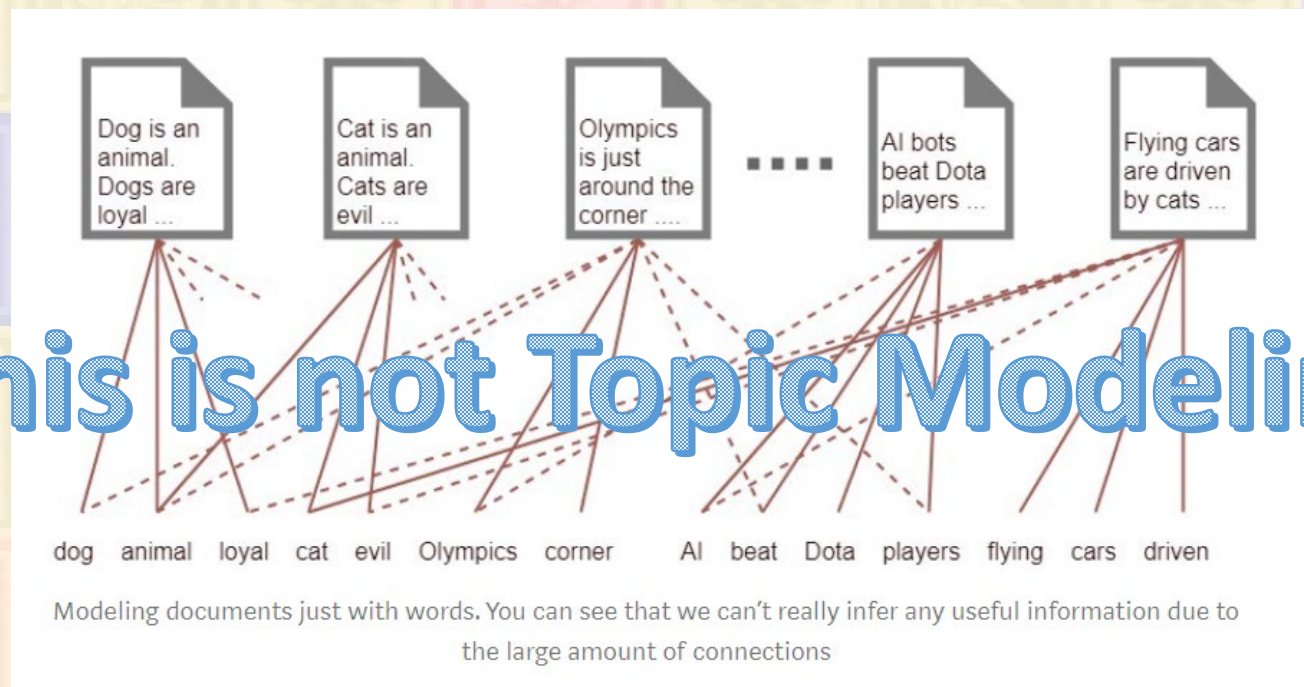 Dog is an
animal.
Dogs are
loyal ...
Cat is an
animal.
Cats are
evil ...
Olympics
is just
around the
corner ....
AI bots
beat Dota
players ...
Flying cars
are driven
by cats ...
his is not Topic Modelin
dog animal loyal cat evil Olympics corner AI beat Dota players flying cars driven
Modeling documents just with words. You can see that we can't really infer any useful information due to
the large amount of connections